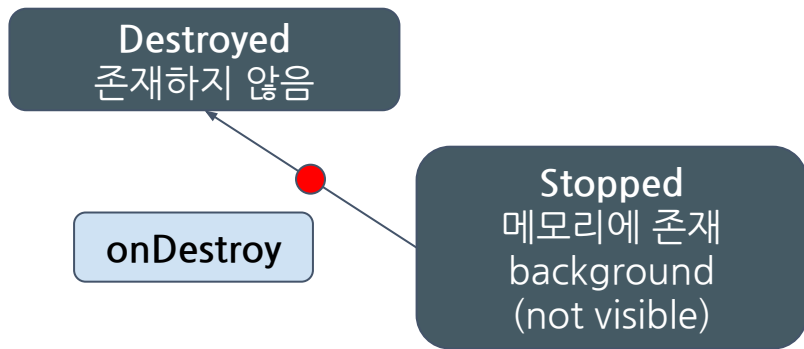 Destroyed
존재하지 않음
Stopped
메모리에 존재
background
(not visible)
onDestroy